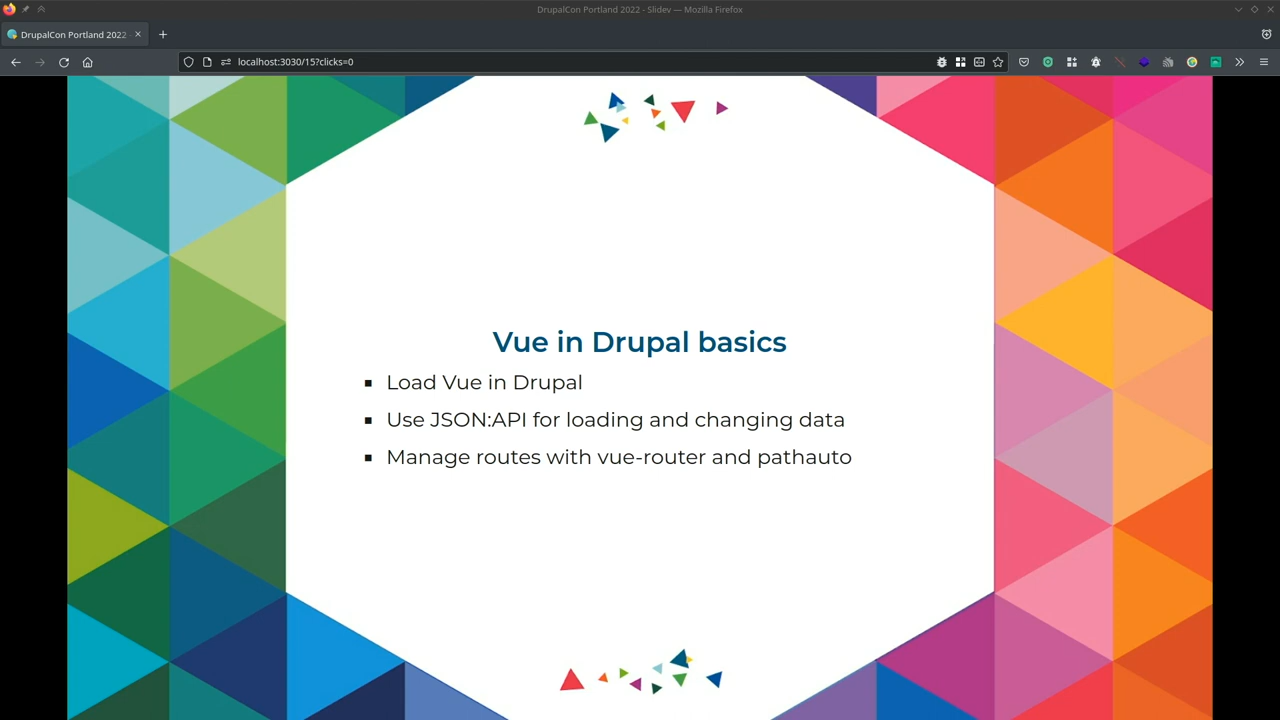 DrupalCon Portland 2022 - Slidev — Mozilla Firefox
DrupalCon Portland 2022
localhost:3030/15?clicks=0
Vue in Drupal basics
Load Vue in Drupal
Use JSON:API for loading and changing data
Manage routes with vue-router and pathauto